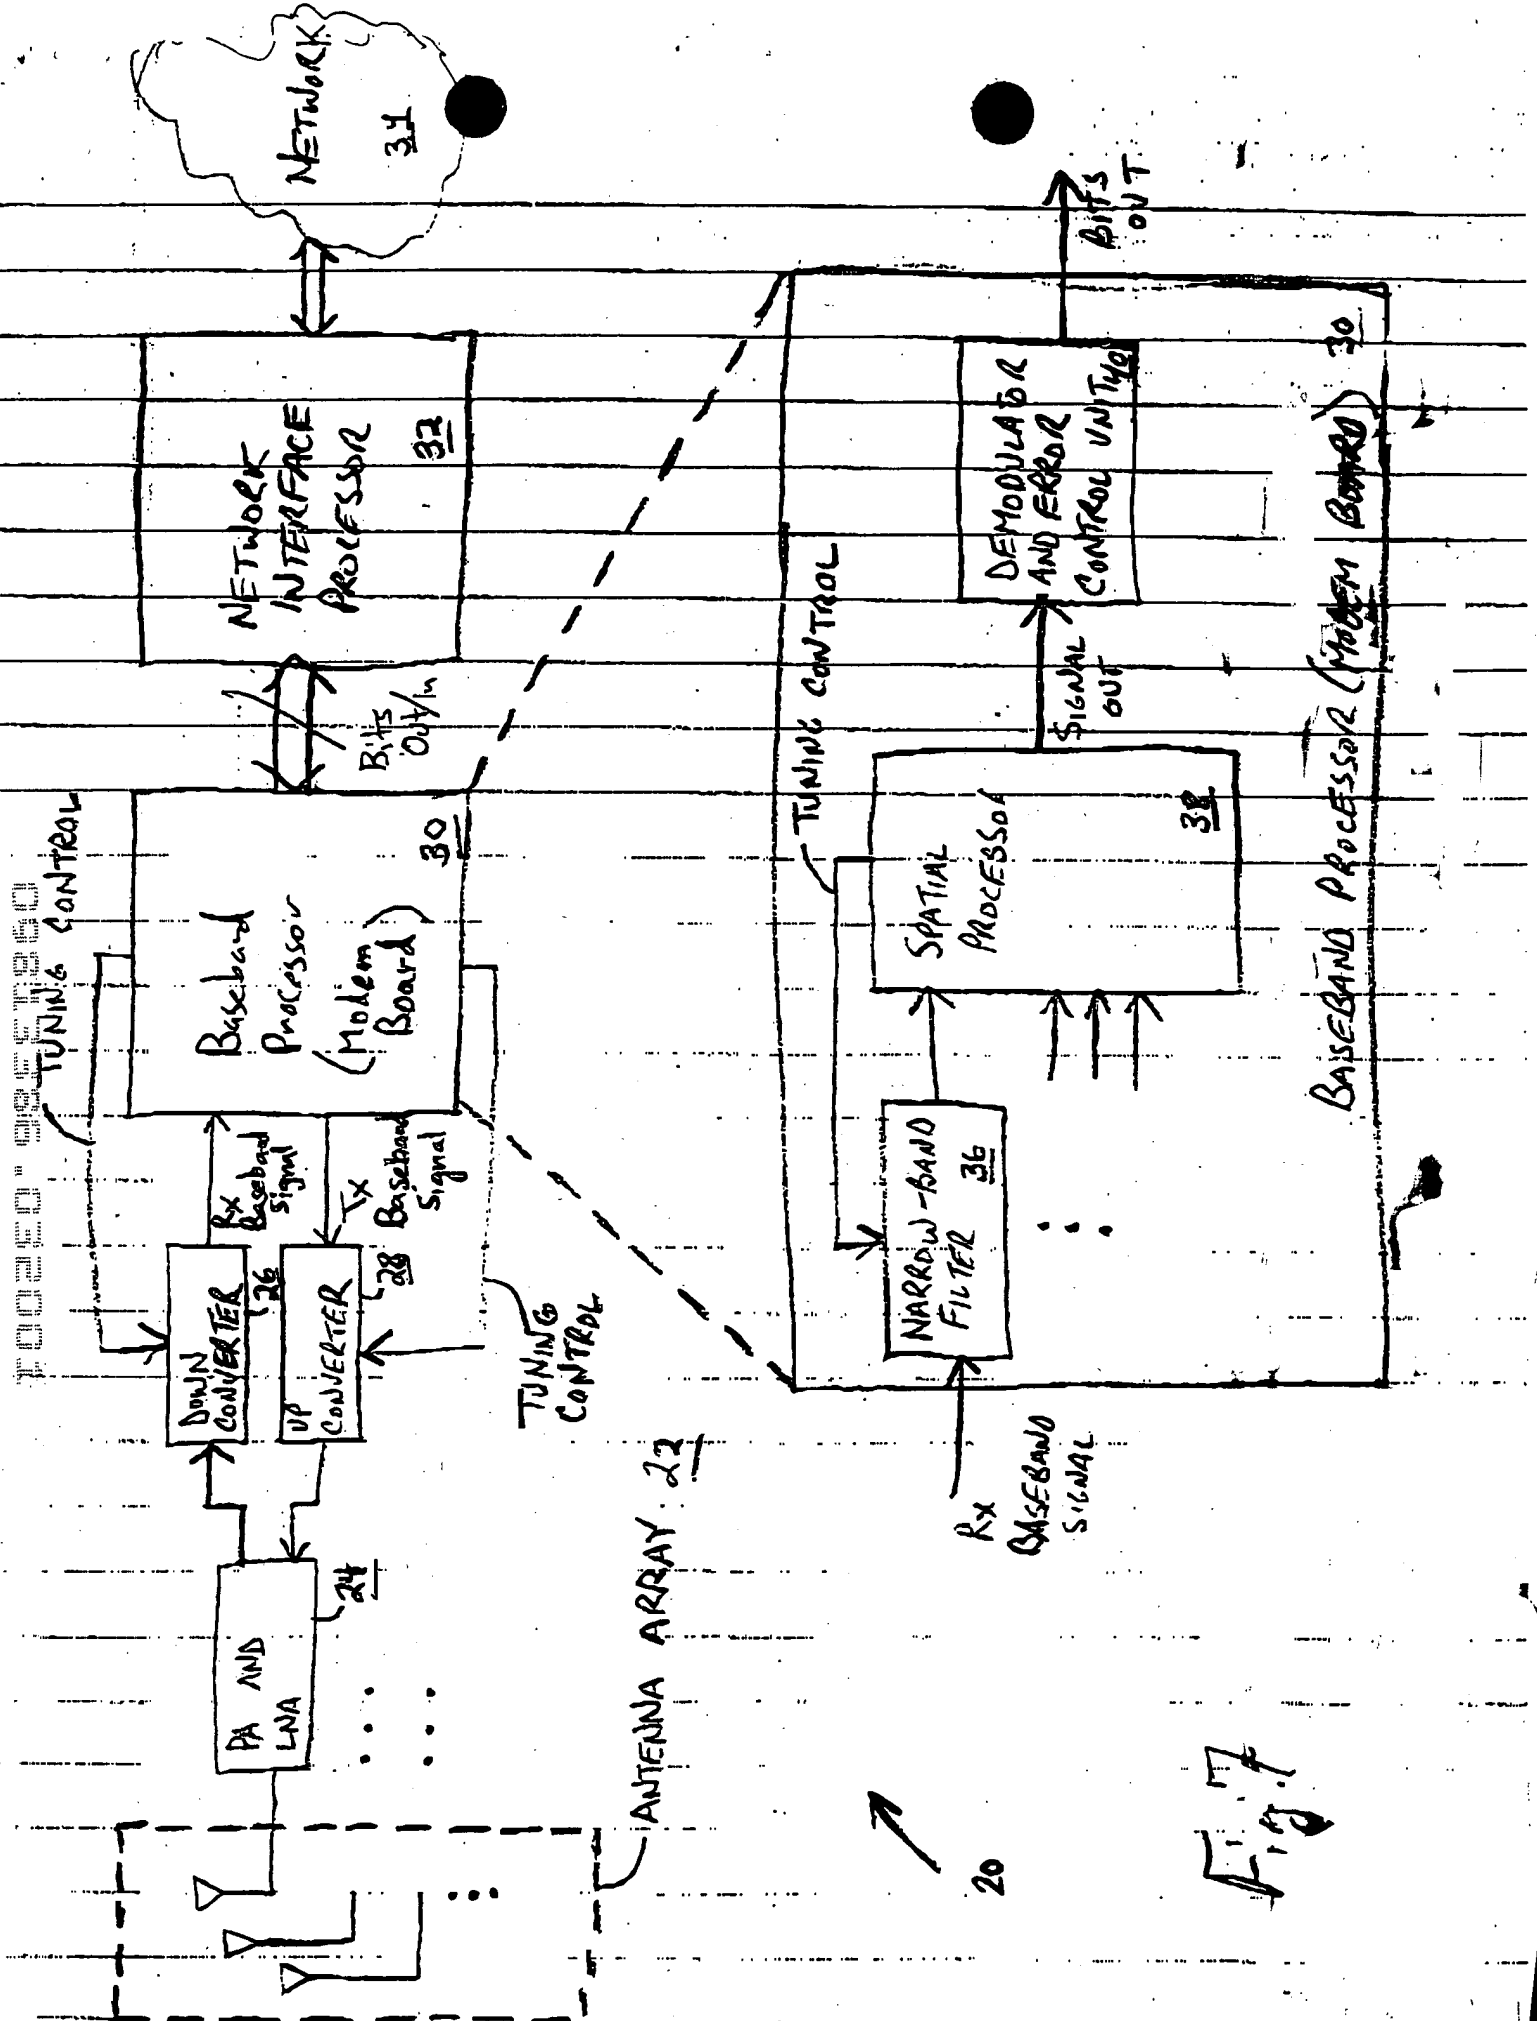 NETWORK
34
NETWORK
INTERFACE
PROCESSOR
32
Bits
Out/In
TUNING CONTROL
Baseband
Processor
(Modem
Board)
30
Rx
Baseband
Signal
Tx
Baseband
Signal
DOWN
CONVERTER
26
UP
CONVERTER
28
TUNING
CONTROL
PA AND
LNA
24
ANTENNA ARRAY 22
BITS
OUT
DEMODULATOR
AND ERROR
CONTROL UNIT 40
TUNING CONTROL
SIGNAL
OUT
SPATIAL
PROCESSOR
38
NARROW-BAND
FILTER
36
Rx
BASEBAND
SIGNAL
BASEBAND PROCESSOR (MODEM BOARD) 30
20
Fig. 7